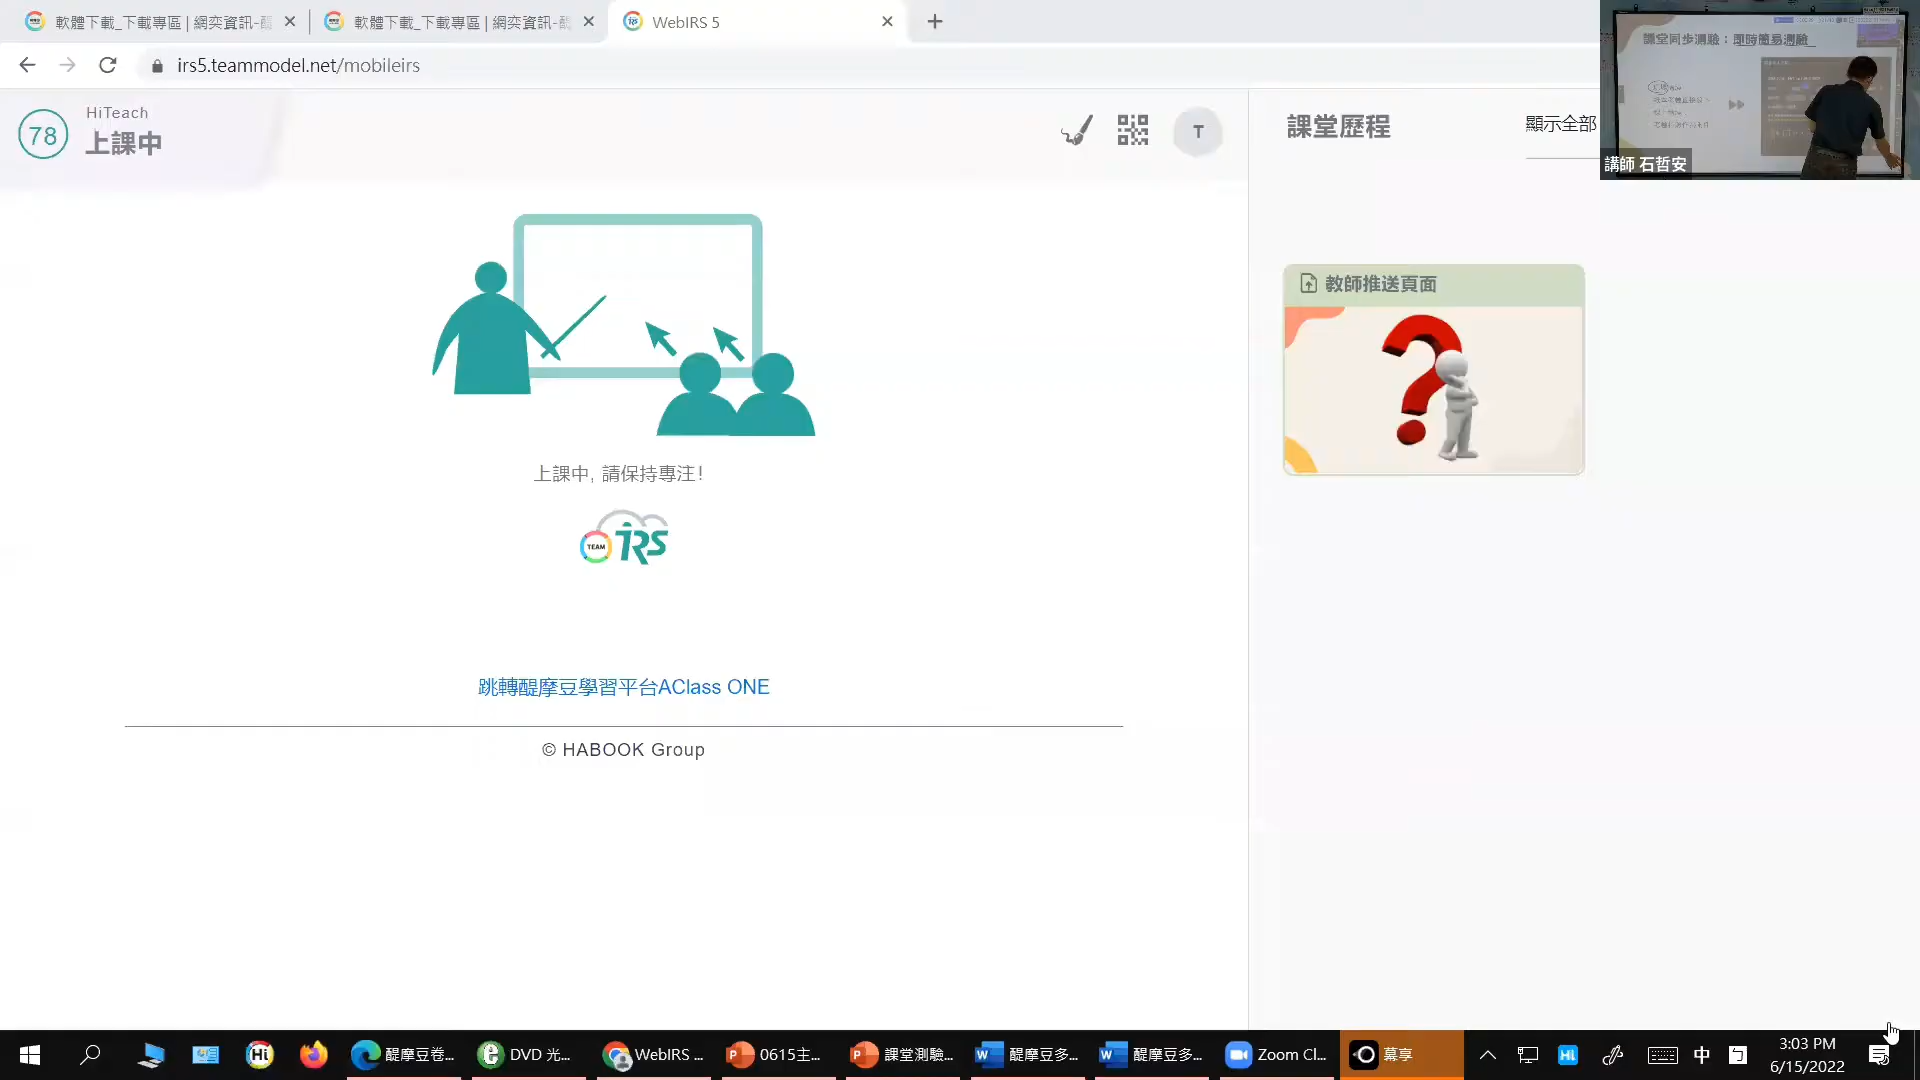 軟體下載_下載專區 | 網奕資訊-醍
軟體下載_下載專區 | 網奕資訊-醍
WebIRS 5
irs5.teammodel.net/mobileirs
78
HiTeach
上課中
T
課堂歷程
顯示全部
課堂同步測驗：即時簡易測驗
講師 石哲安
教師推送頁面
上課中, 請保持專注!
TEAM IRS
跳轉醍摩豆學習平台AClass ONE
© HABOOK Group
Hi
醍摩豆卷...
DVD 光...
WebIRS ...
0615主...
課堂測驗...
醍摩豆多...
醍摩豆多...
Zoom Cl...
幕享
中
3:03 PM
6/15/2022